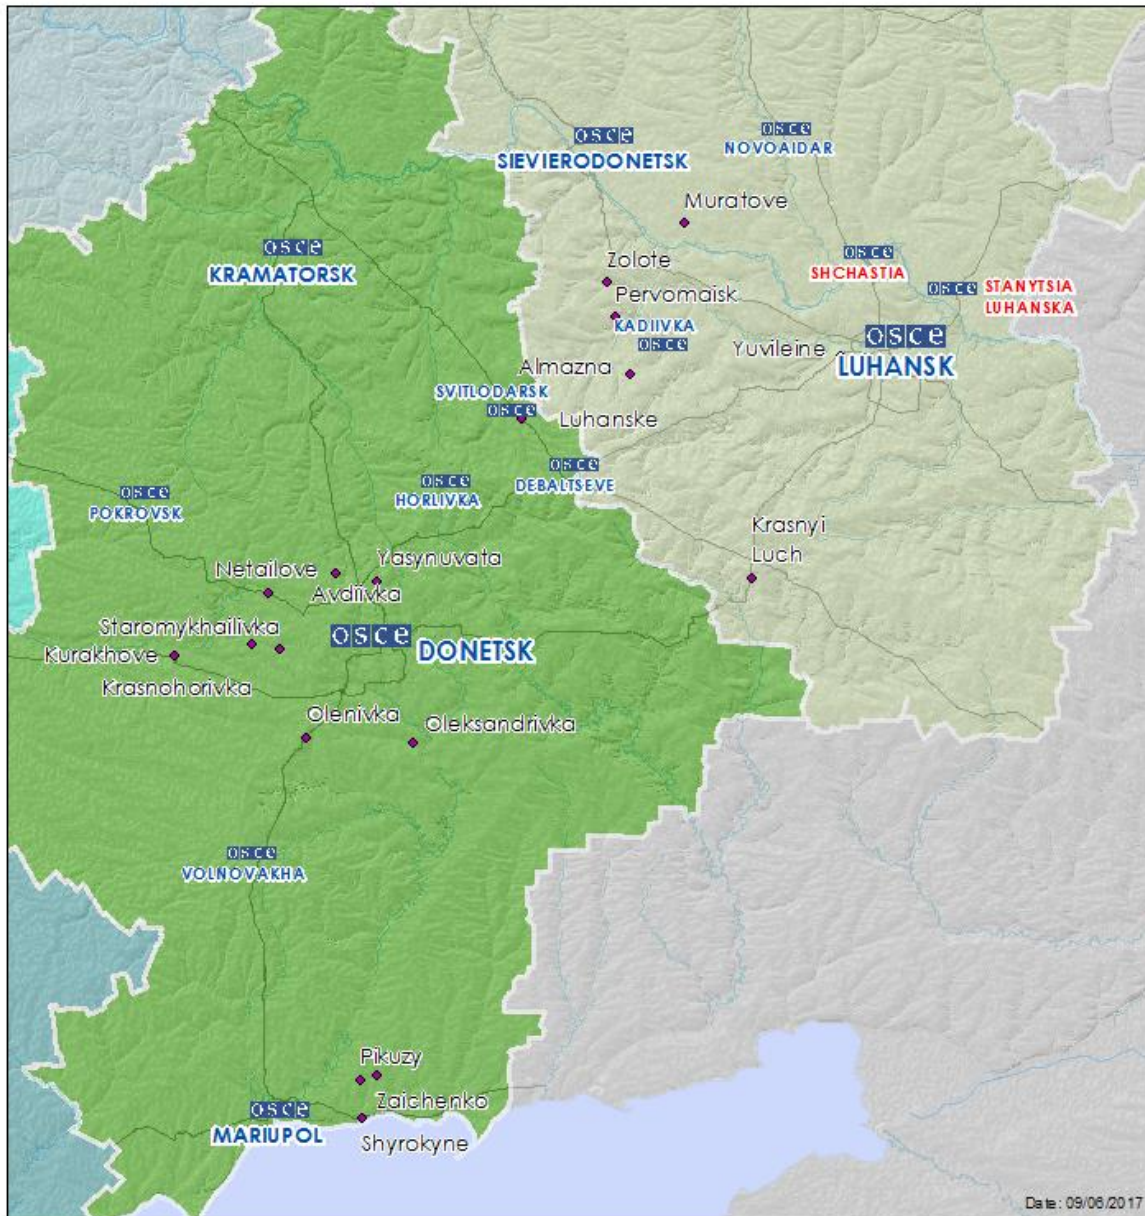 osce
SIEVIERODONETSK
osce
NOVOAIDAR
Muratove
osce
KRAMATORSK
Zolote
osce
SHCHASTIA
osce
STANYTSIA
LUHANSKA
Pervomaisk
KADIIVKA
osce
Yuvileine
osce
LUHANSK
Almazna
SVITLODARSK
osce
Luhanske
osce
DEBALTSEVE
osce
HORLIVKA
osce
POKROVSK
Krasnyi
Luch
Netailove
Yasynuvata
Avdiivka
Staromykhailivka
osce
DONETSK
Kurakhove
Krasnohorivka
Olenivka
Oleksandrivka
osce
VOLNOVAKHA
Pikuzy
Zaichenko
osce
MARIUPOL
Shyrokyne
Date: 09/06/2017